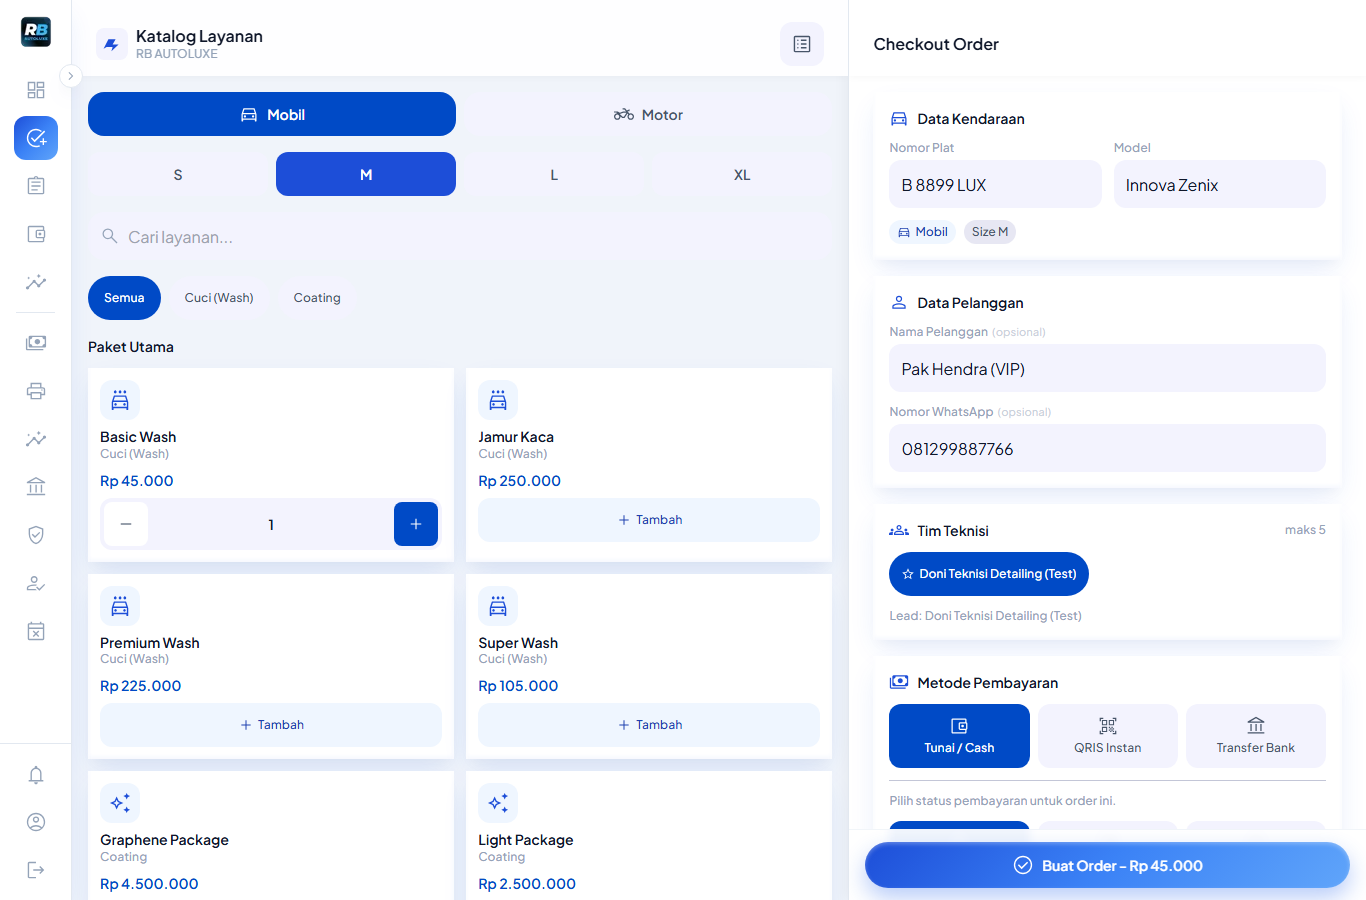 RB
AUTOLUXE
Katalog Layanan
RB AUTOLUXE
Mobil
Motor
S
M
L
XL
Cari layanan...
Semua
Cuci (Wash)
Coating
Paket Utama
Basic Wash
Cuci (Wash)
Rp 45.000
1
Jamur Kaca
Cuci (Wash)
Rp 250.000
Tambah
Premium Wash
Cuci (Wash)
Rp 225.000
Tambah
Super Wash
Cuci (Wash)
Rp 105.000
Tambah
Graphene Package
Coating
Rp 4.500.000
Light Package
Coating
Rp 2.500.000
Checkout Order
Data Kendaraan
Nomor Plat
Model
B 8899 LUX
Innova Zenix
Mobil
Size M
Data Pelanggan
Nama Pelanggan (opsional)
Pak Hendra (VIP)
Nomor WhatsApp (opsional)
081299887766
Tim Teknisi
maks 5
Doni Teknisi Detailing (Test)
Lead: Doni Teknisi Detailing (Test)
Metode Pembayaran
Tunai / Cash
QRIS Instan
Transfer Bank
Pilih status pembayaran untuk order ini.
Buat Order - Rp 45.000